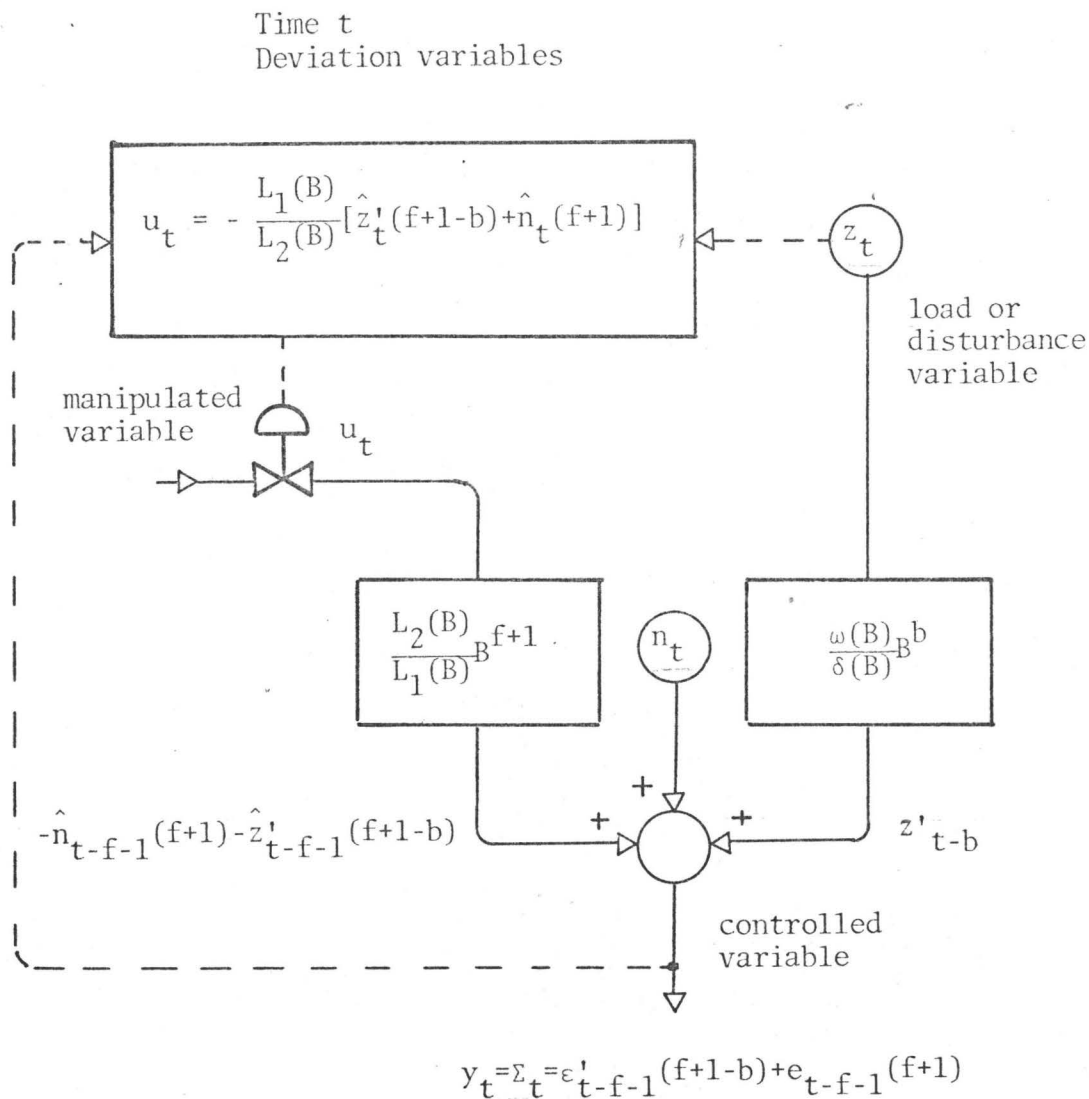 Time t
Deviation variables
u_t = - L_1(B)/L_2(B) [ẑ'_t(f+1-b)+n̂_t(f+1)]
z_t
load or
disturbance
variable
manipulated
variable
u_t
L_2(B)/L_1(B) B^{f+1}
n_t
ω(B)/δ(B) B^b
+
+
+
-n̂_{t-f-1}(f+1)-ẑ'_{t-f-1}(f+1-b)
z'_{t-b}
controlled
variable
y_t=Σ_t=ε'_{t-f-1}(f+1-b)+e_{t-f-1}(f+1)